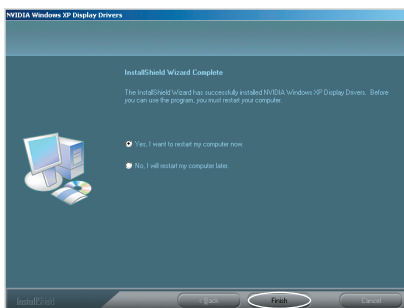 NVIDIA Windows XP Display Drivers
InstallShield Wizard Complete
The InstallShield Wizard has successfully installed NVIDIA Windows XP Display Drivers. Before
you can use the program, you must restart your computer.
Yes, I want to restart my computer now.
No, I will restart my computer later.
InstallShield
< Back
Finish
Cancel